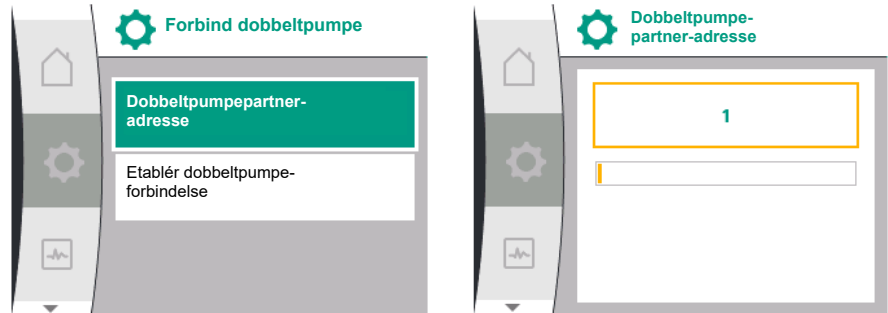 Forbind dobbeltpumpe
Dobbeltpumpepartner-
adresse
Etablér dobbeltpumpe-
forbindelse
Dobbeltpumpe-
partner-adresse
1